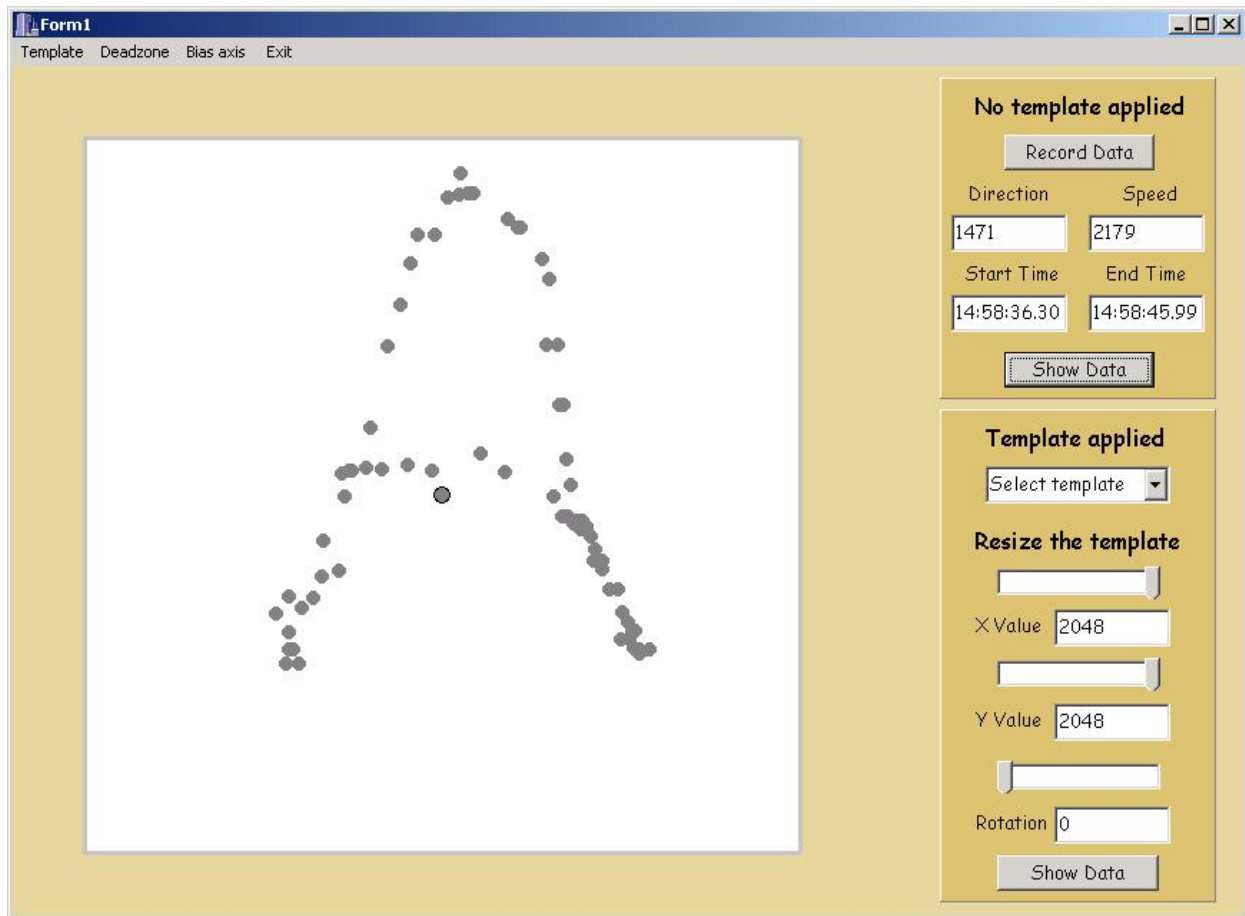 Form1
Template Deadzone Bias axis Exit
No template applied
Record Data
Direction Speed
1471 2179
Start Time End Time
14:58:36.30 14:58:45.99
Show Data
Template applied
Select template
Resize the template
X Value 2048
Y Value 2048
Rotation 0
Show Data